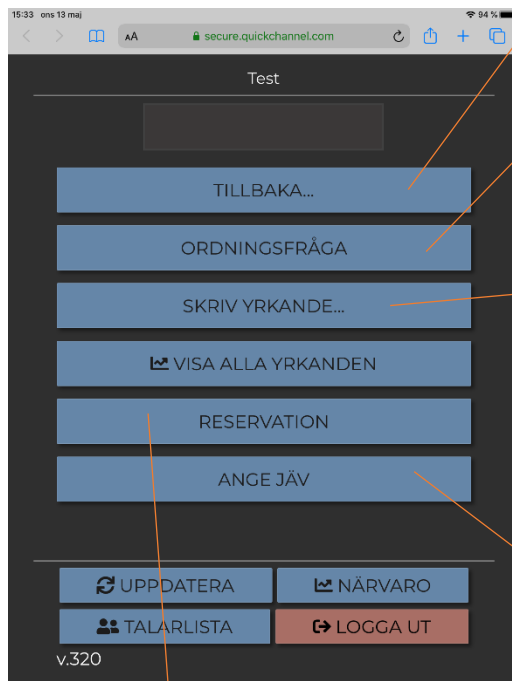 15:33 ons 13 maj 94 %
AA secure.quickchannel.com
Test
TILLBAKA...
ORDNINGSFRÅGA
SKRIV YRKANDE...
VISA ALLA YRKANDEN
RESERVATION
ANGE JÄV
UPPDATERA NÄRVARO
TALARLISTA LOGGA UT
v.320